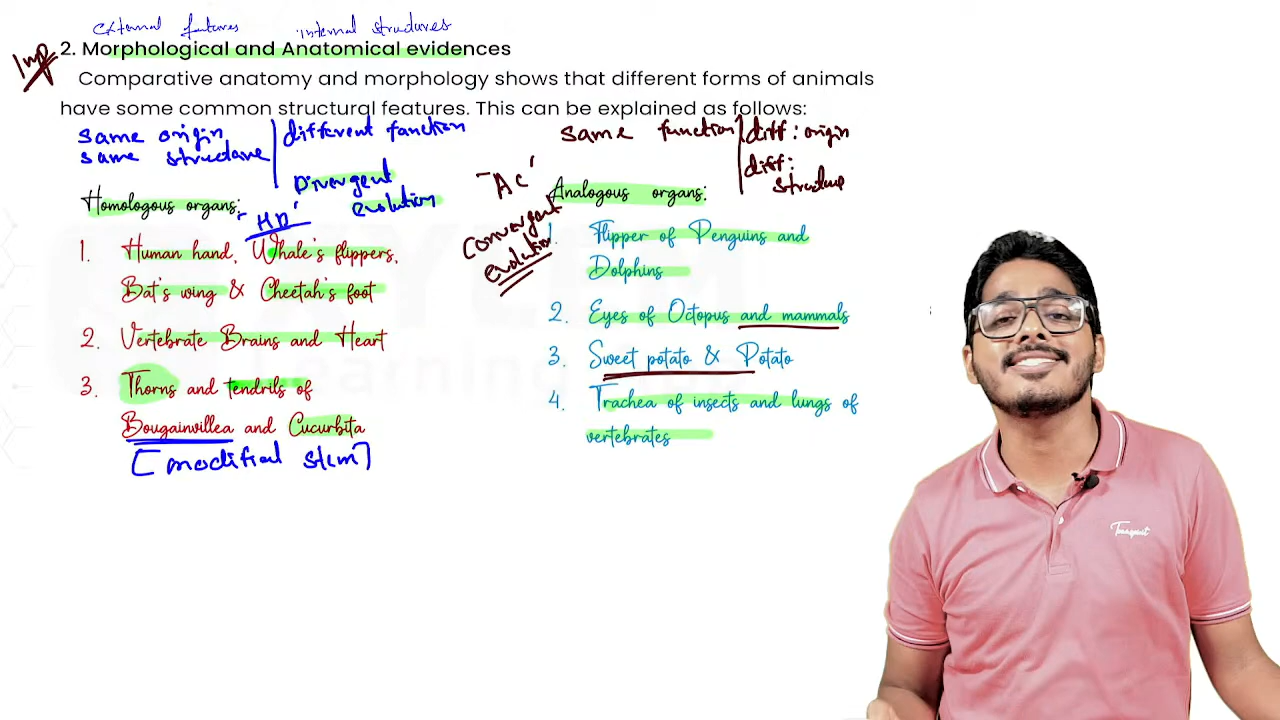 external features internal structures
Imp
2. Morphological and Anatomical evidences
Comparative anatomy and morphology shows that different forms of animals
have some common structural features. This can be explained as follows:
same origin
same structure
different function
Divergent
evolution
Homologous organs:
'HD'
1. Human hand, Whale's flippers,
Bat's wing & Cheetah's foot
2. Vertebrate Brains and Heart
3. Thorns and tendrils of
Bougainvillea and Cucurbita
[modified stem]
same function
diff: origin
diff:
structure
'AC'
convergent
evolution
Analogous organs:
1. Flipper of Penguins and
Dolphins
2. Eyes of Octopus and mammals
3. Sweet potato & Potato
4. Trachea of insects and lungs of
vertebrates